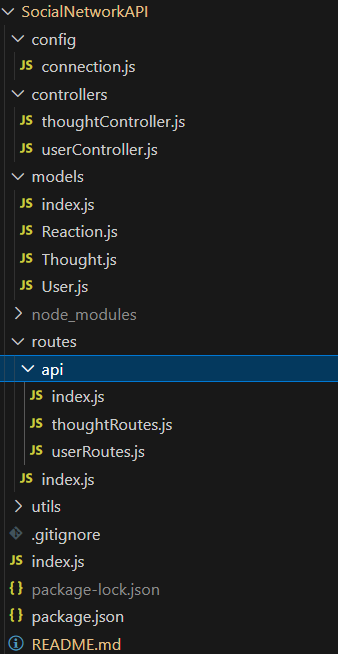 SocialNetworkAPI
config
JS connection.js
controllers
JS thoughtController.js
JS userController.js
models
JS index.js
JS Reaction.js
JS Thought.js
JS User.js
node_modules
routes
api
JS index.js
JS thoughtRoutes.js
JS userRoutes.js
JS index.js
utils
.gitignore
JS index.js
{} package-lock.json
{} package.json
README.md